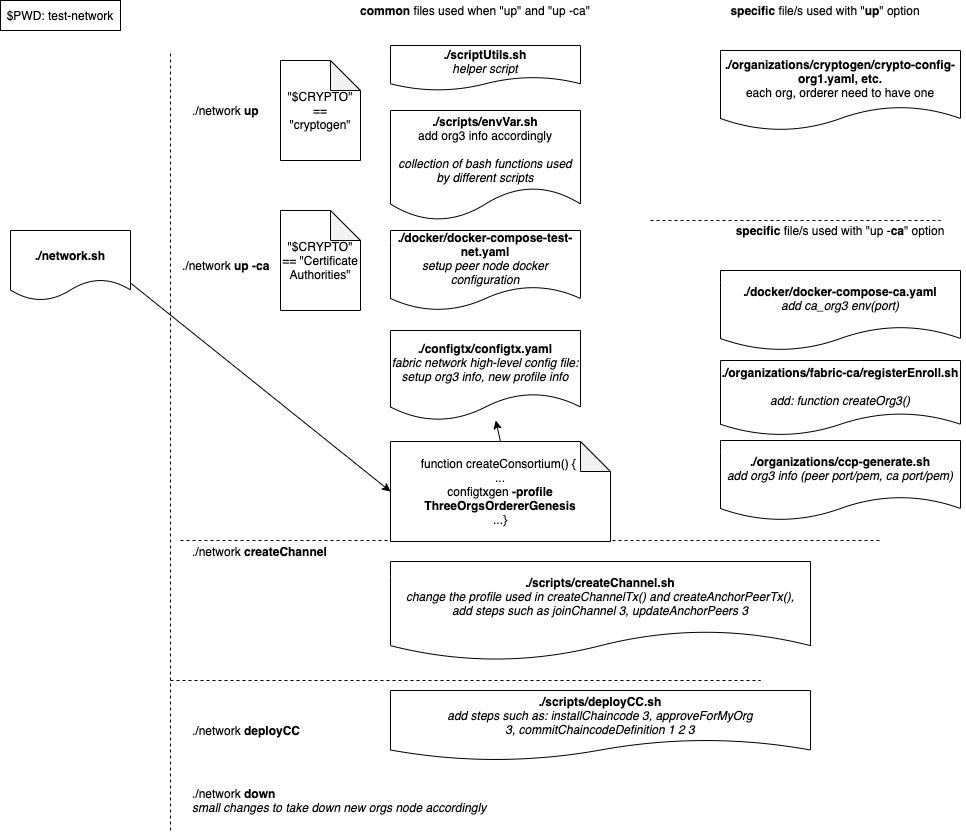 $PWD: test-network
common files used when "up" and "up -ca"
specific file/s used with "up" option
./network up
"$CRYPTO"
==
"cryptogen"
./scriptUtils.sh
helper script
./scripts/envVar.sh
add org3 info accordingly
collection of bash functions used
by different scripts
./organizations/cryptogen/crypto-config-
org1.yaml, etc.
each org, orderer need to have one
./network.sh
./network up -ca
"$CRYPTO"
== "Certificate
Authorities"
./docker/docker-compose-test-
net.yaml
setup peer node docker
configuration
specific file/s used with "up -ca" option
./docker/docker-compose-ca.yaml
add ca_org3 env(port)
./configtx/configtx.yaml
fabric network high-level config file:
setup org3 info, new profile info
./organizations/fabric-ca/registerEnroll.sh
add: function createOrg3()
function createConsortium() {
...
configtxgen -profile
ThreeOrgsOrdererGenesis
...}
./organizations/ccp-generate.sh
add org3 info (peer port/pem, ca port/pem)
./network createChannel
./scripts/createChannel.sh
change the profile used in createChannelTx() and createAnchorPeerTx(),
add steps such as joinChannel 3, updateAnchorPeers 3
./network deployCC
./scripts/deployCC.sh
add steps such as: installChaincode 3, approveForMyOrg
3, commitChaincodeDefinition 1 2 3
./network down
small changes to take down new orgs node accordingly